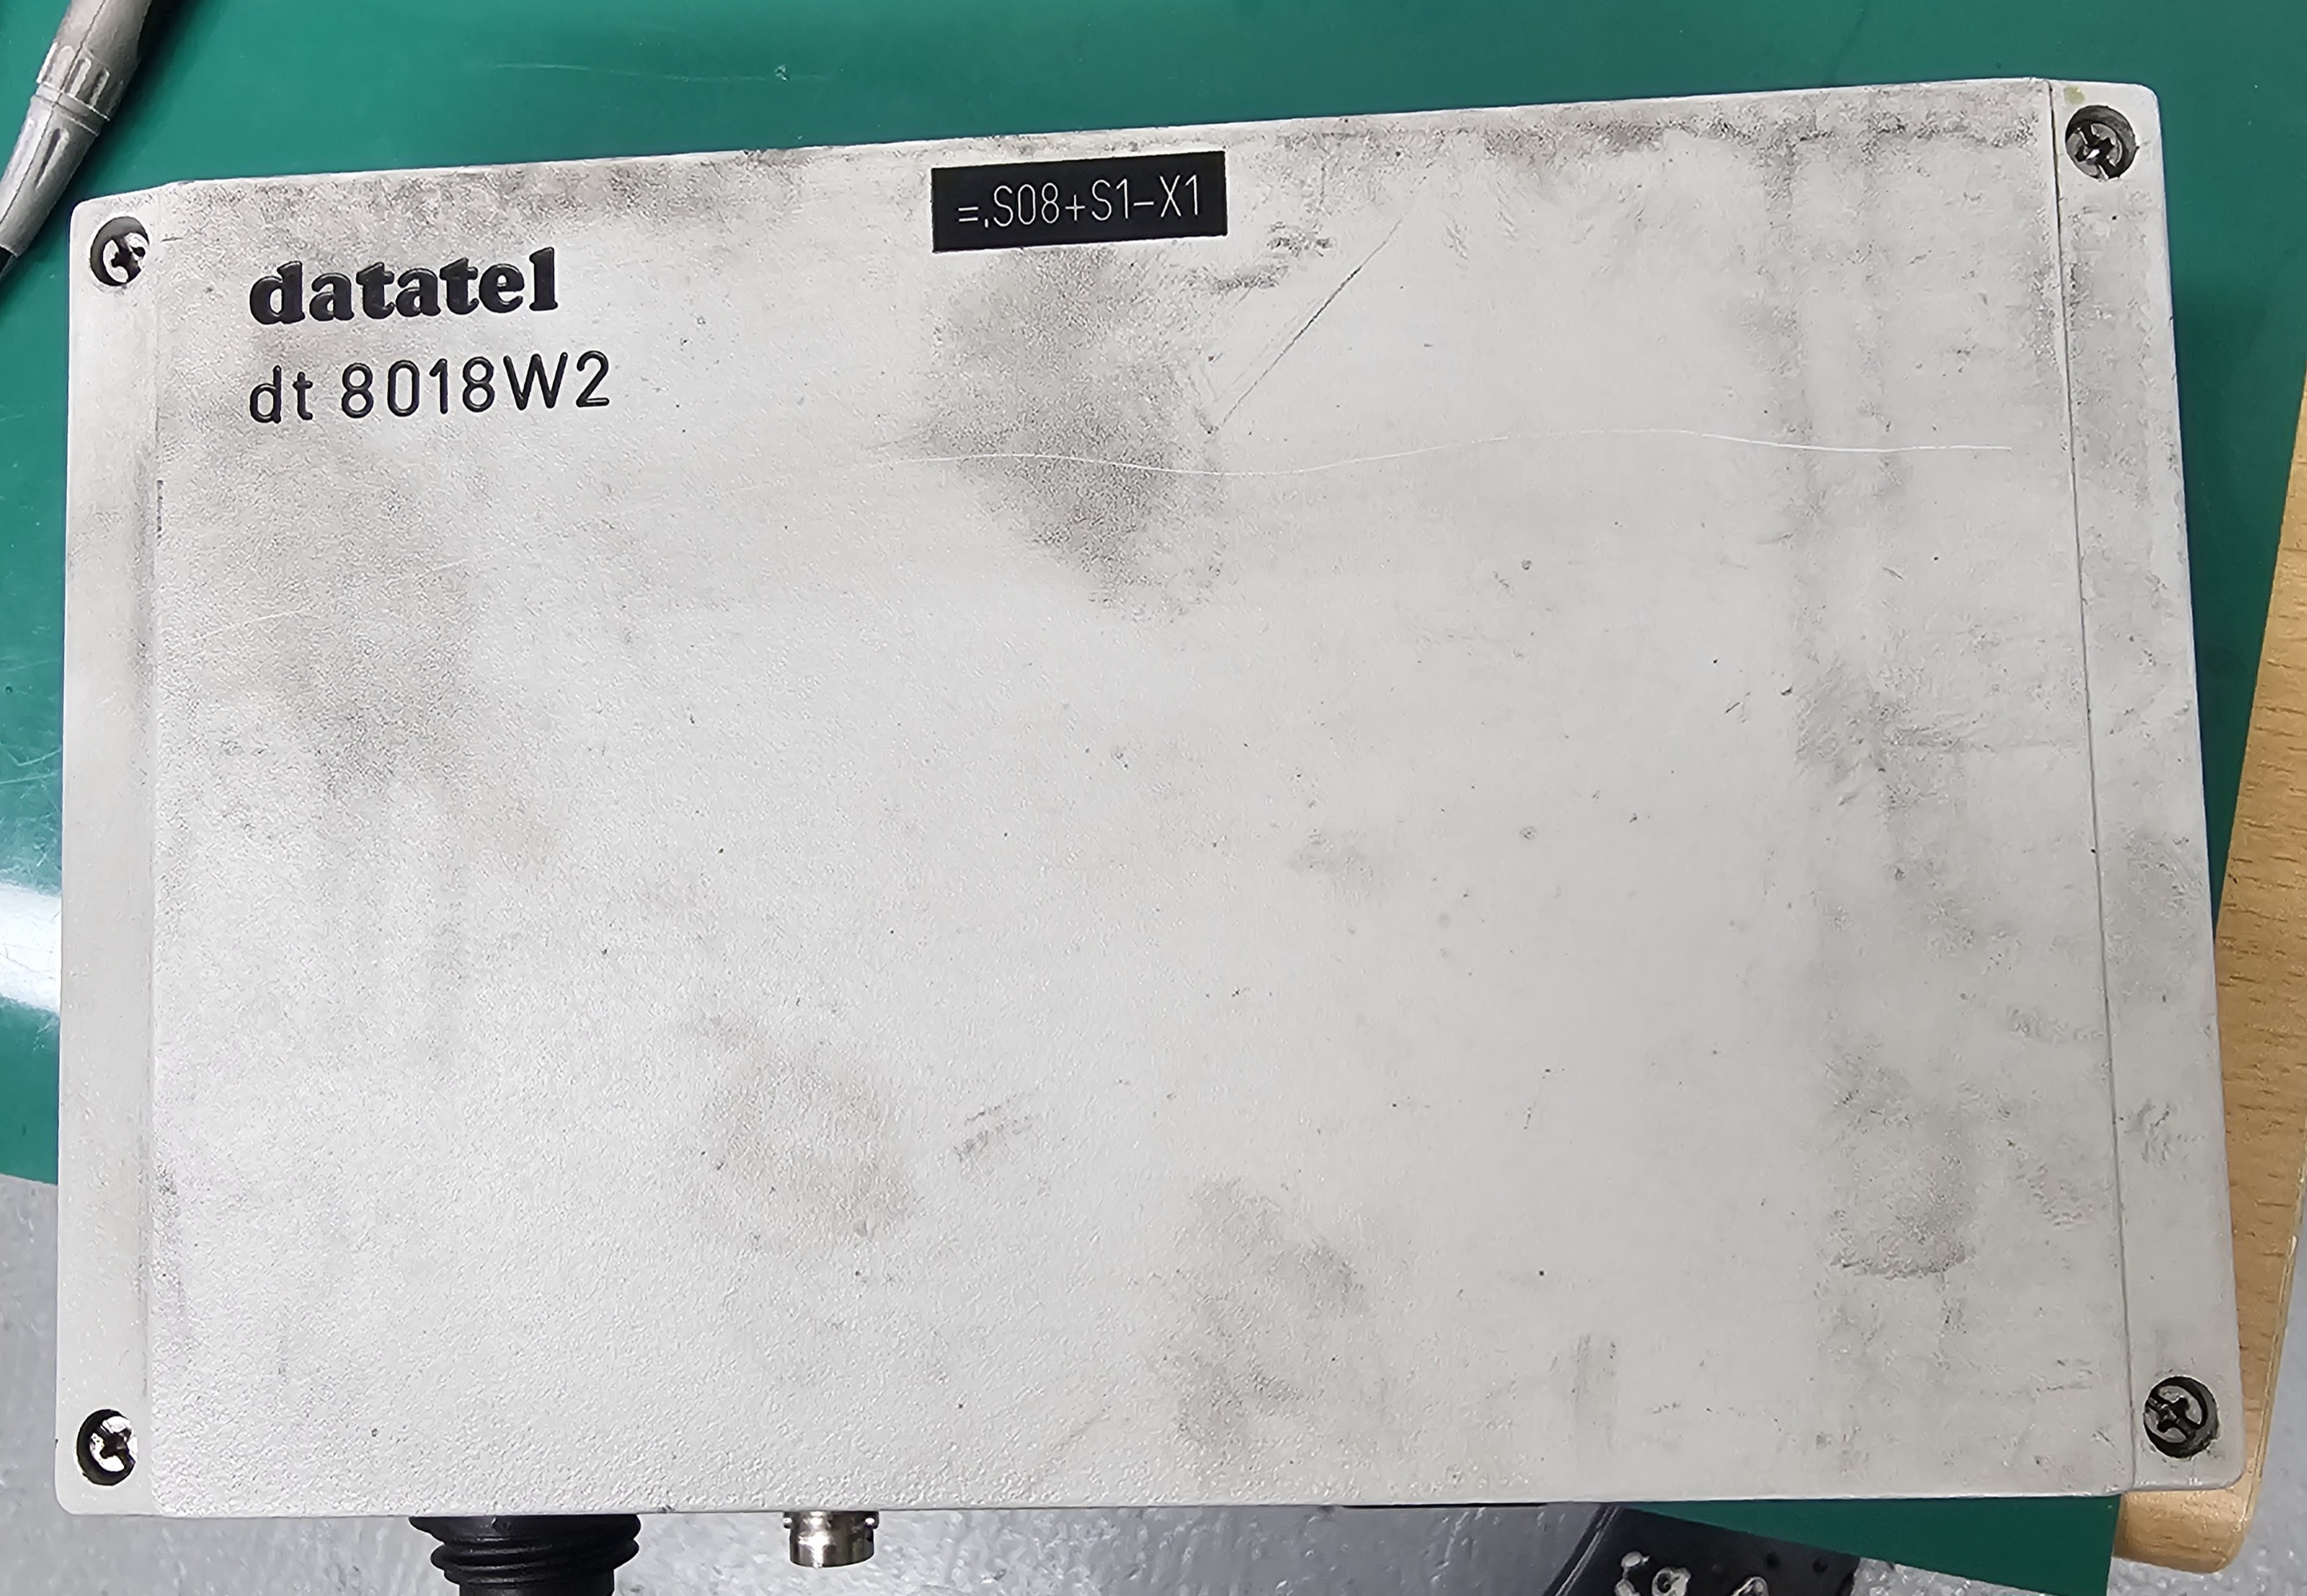 =.S08+S1-X1
datatel
dt 8018W2